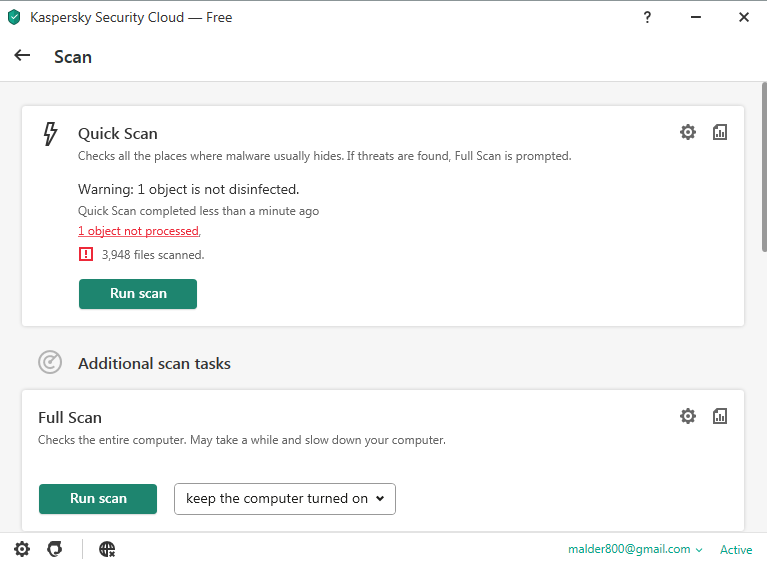 Kaspersky Security Cloud — Free
?
Scan
Quick Scan
Checks all the places where malware usually hides. If threats are found, Full Scan is prompted.
Warning: 1 object is not disinfected.
Quick Scan completed less than a minute ago
1 object not processed.
3,948 files scanned.
Run scan
Additional scan tasks
Full Scan
Checks the entire computer. May take a while and slow down your computer.
Run scan
keep the computer turned on
malder800@gmail.com
Active